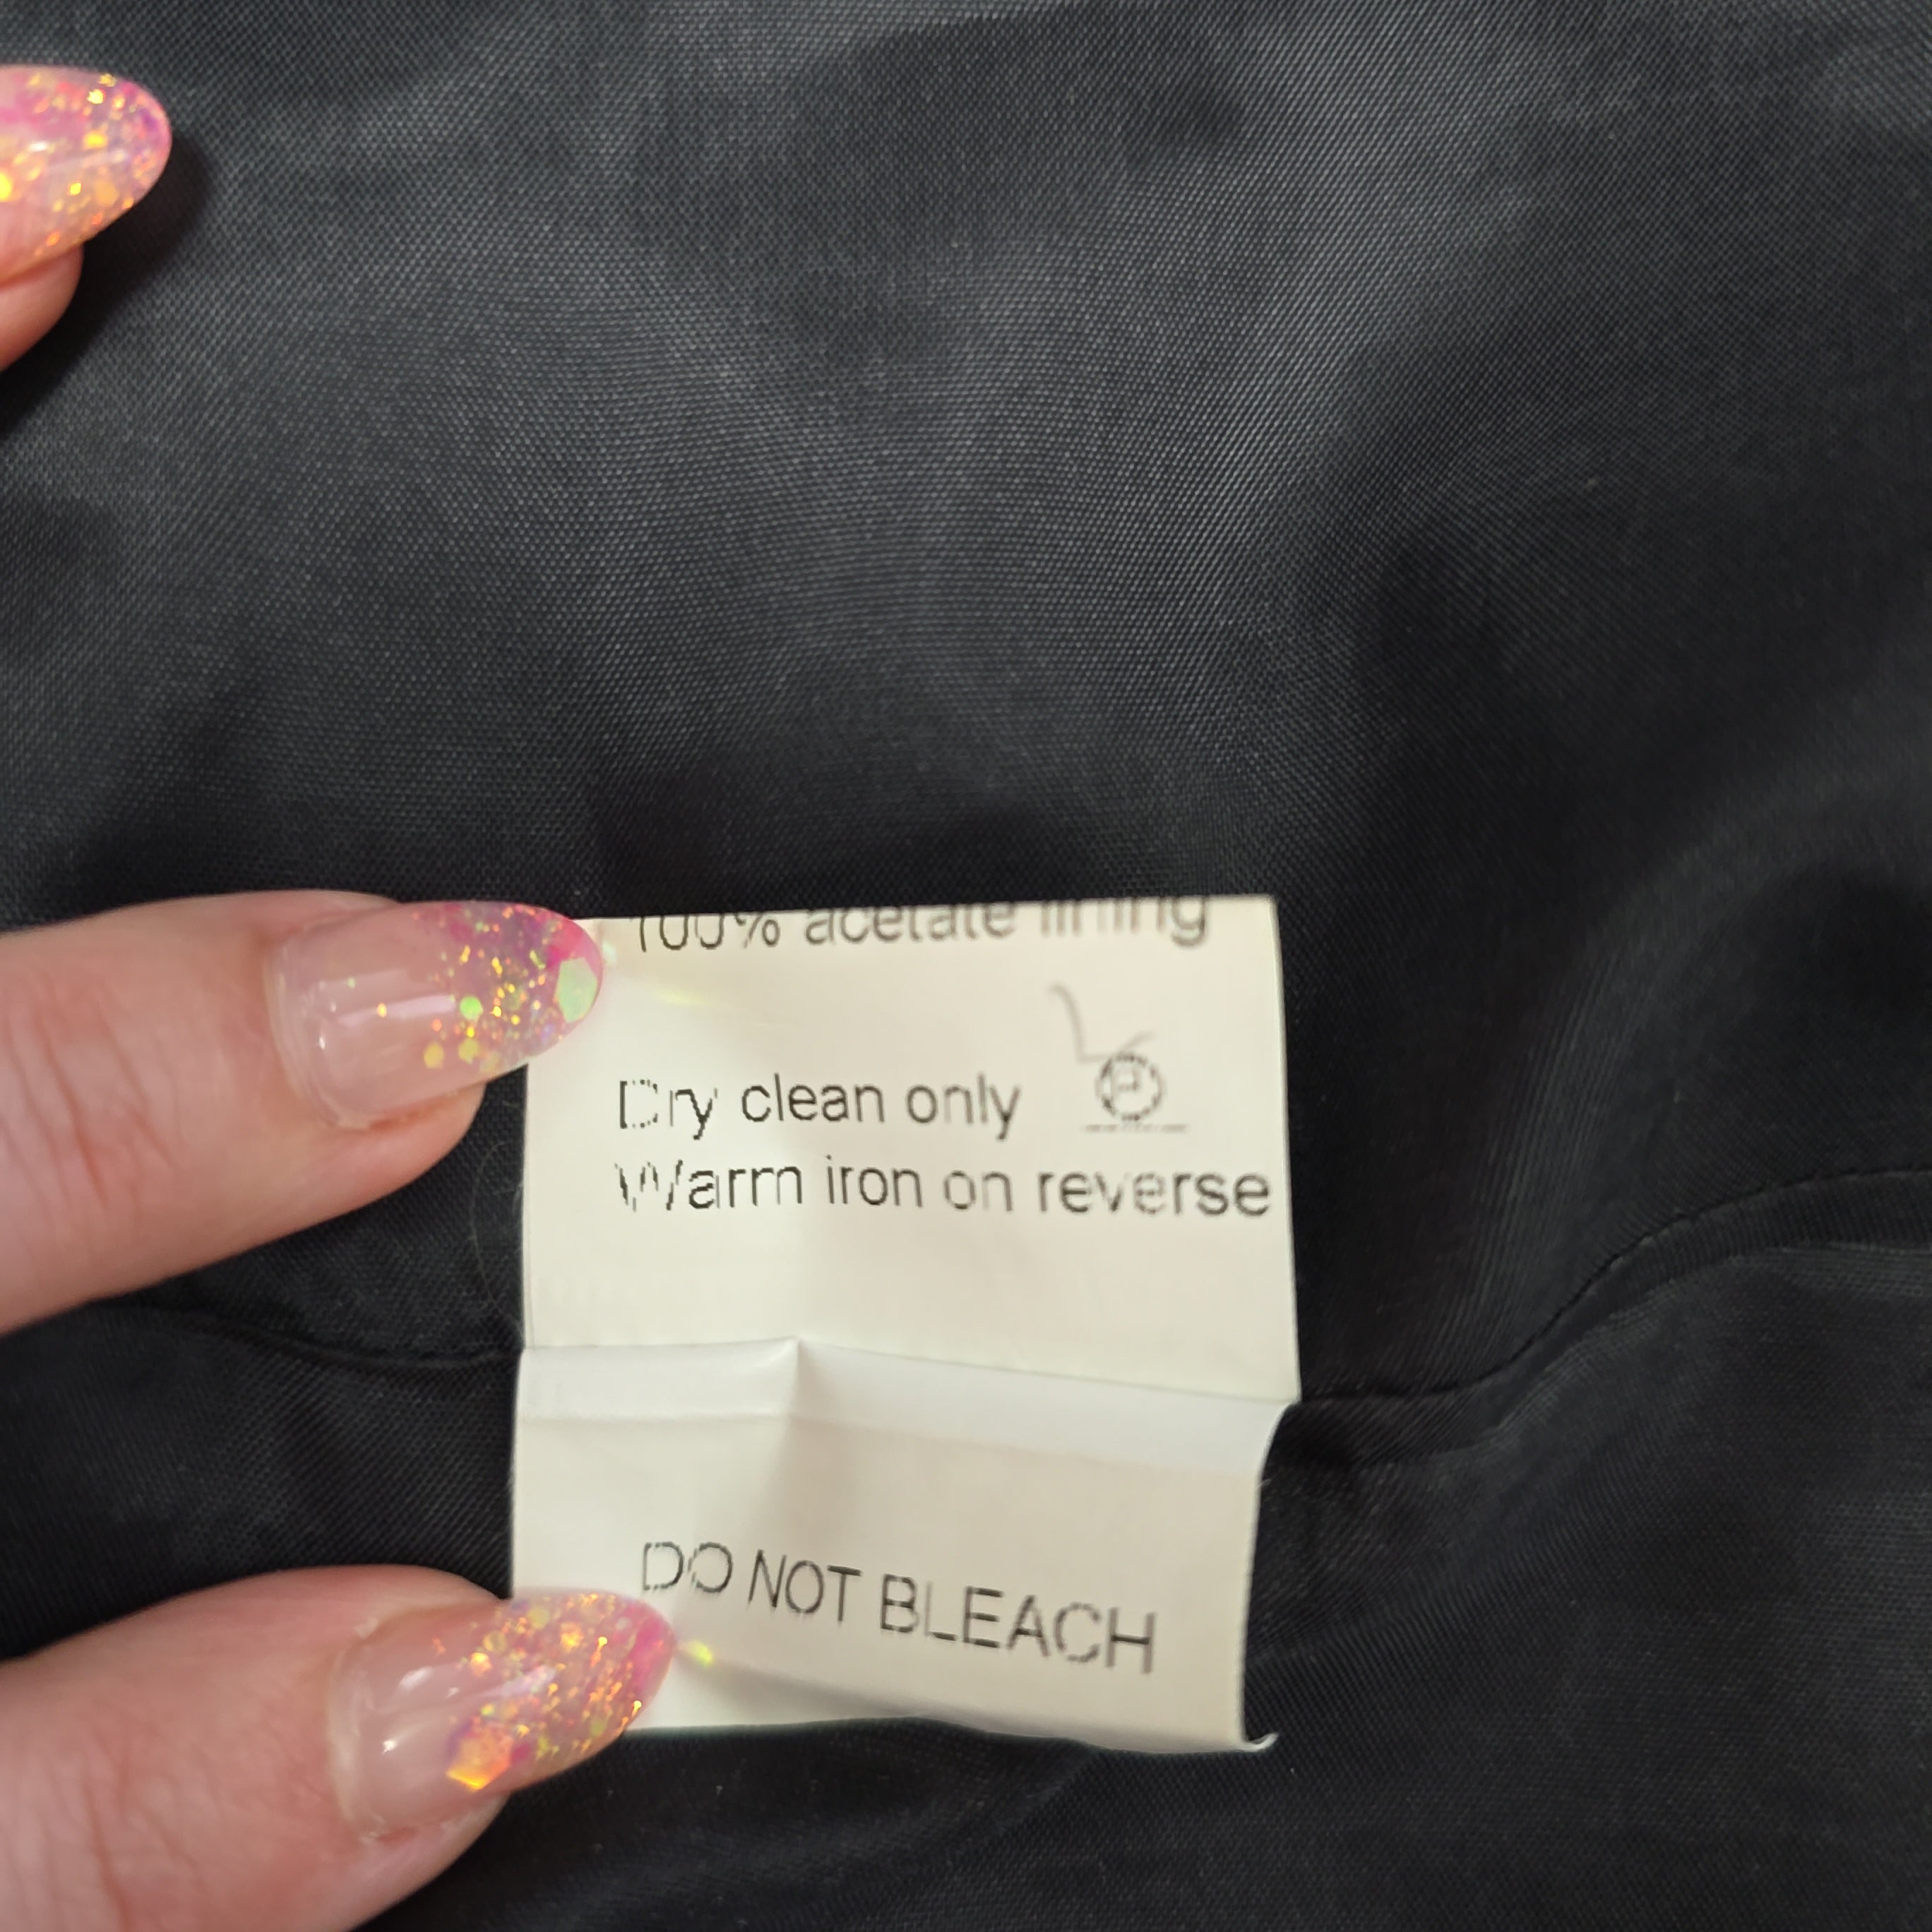 100% acetate lining
Dry clean only Ⓟ
Warm iron on reverse
DO NOT BLEACH